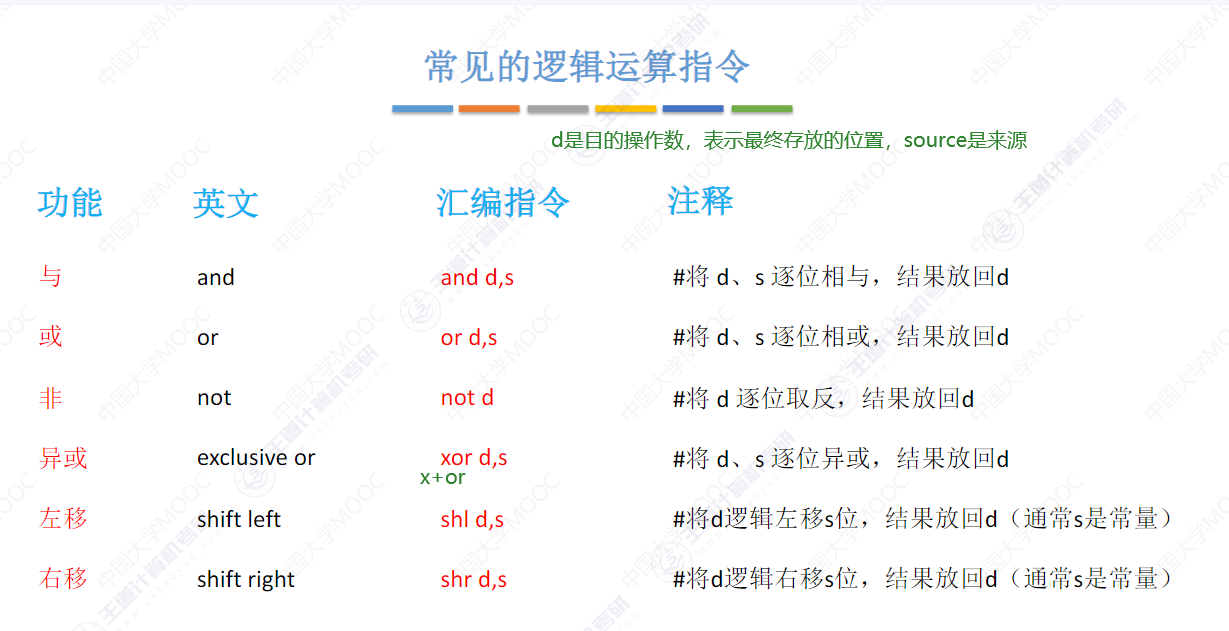 常见的逻辑运算指令
d是目的操作数，表示最终存放的位置，source是来源
功能 英文 汇编指令 注释
与 and and d,s #将 d、s 逐位相与，结果放回d
或 or or d,s #将 d、s 逐位相或，结果放回d
非 not not d #将 d 逐位取反，结果放回d
异或 exclusive or xor d,s #将 d、s 逐位异或，结果放回d
x+or
左移 shift left shl d,s #将d逻辑左移s位，结果放回d（通常s是常量）
右移 shift right shr d,s #将d逻辑右移s位，结果放回d（通常s是常量）
中国大学MOOC
王道计算机考研